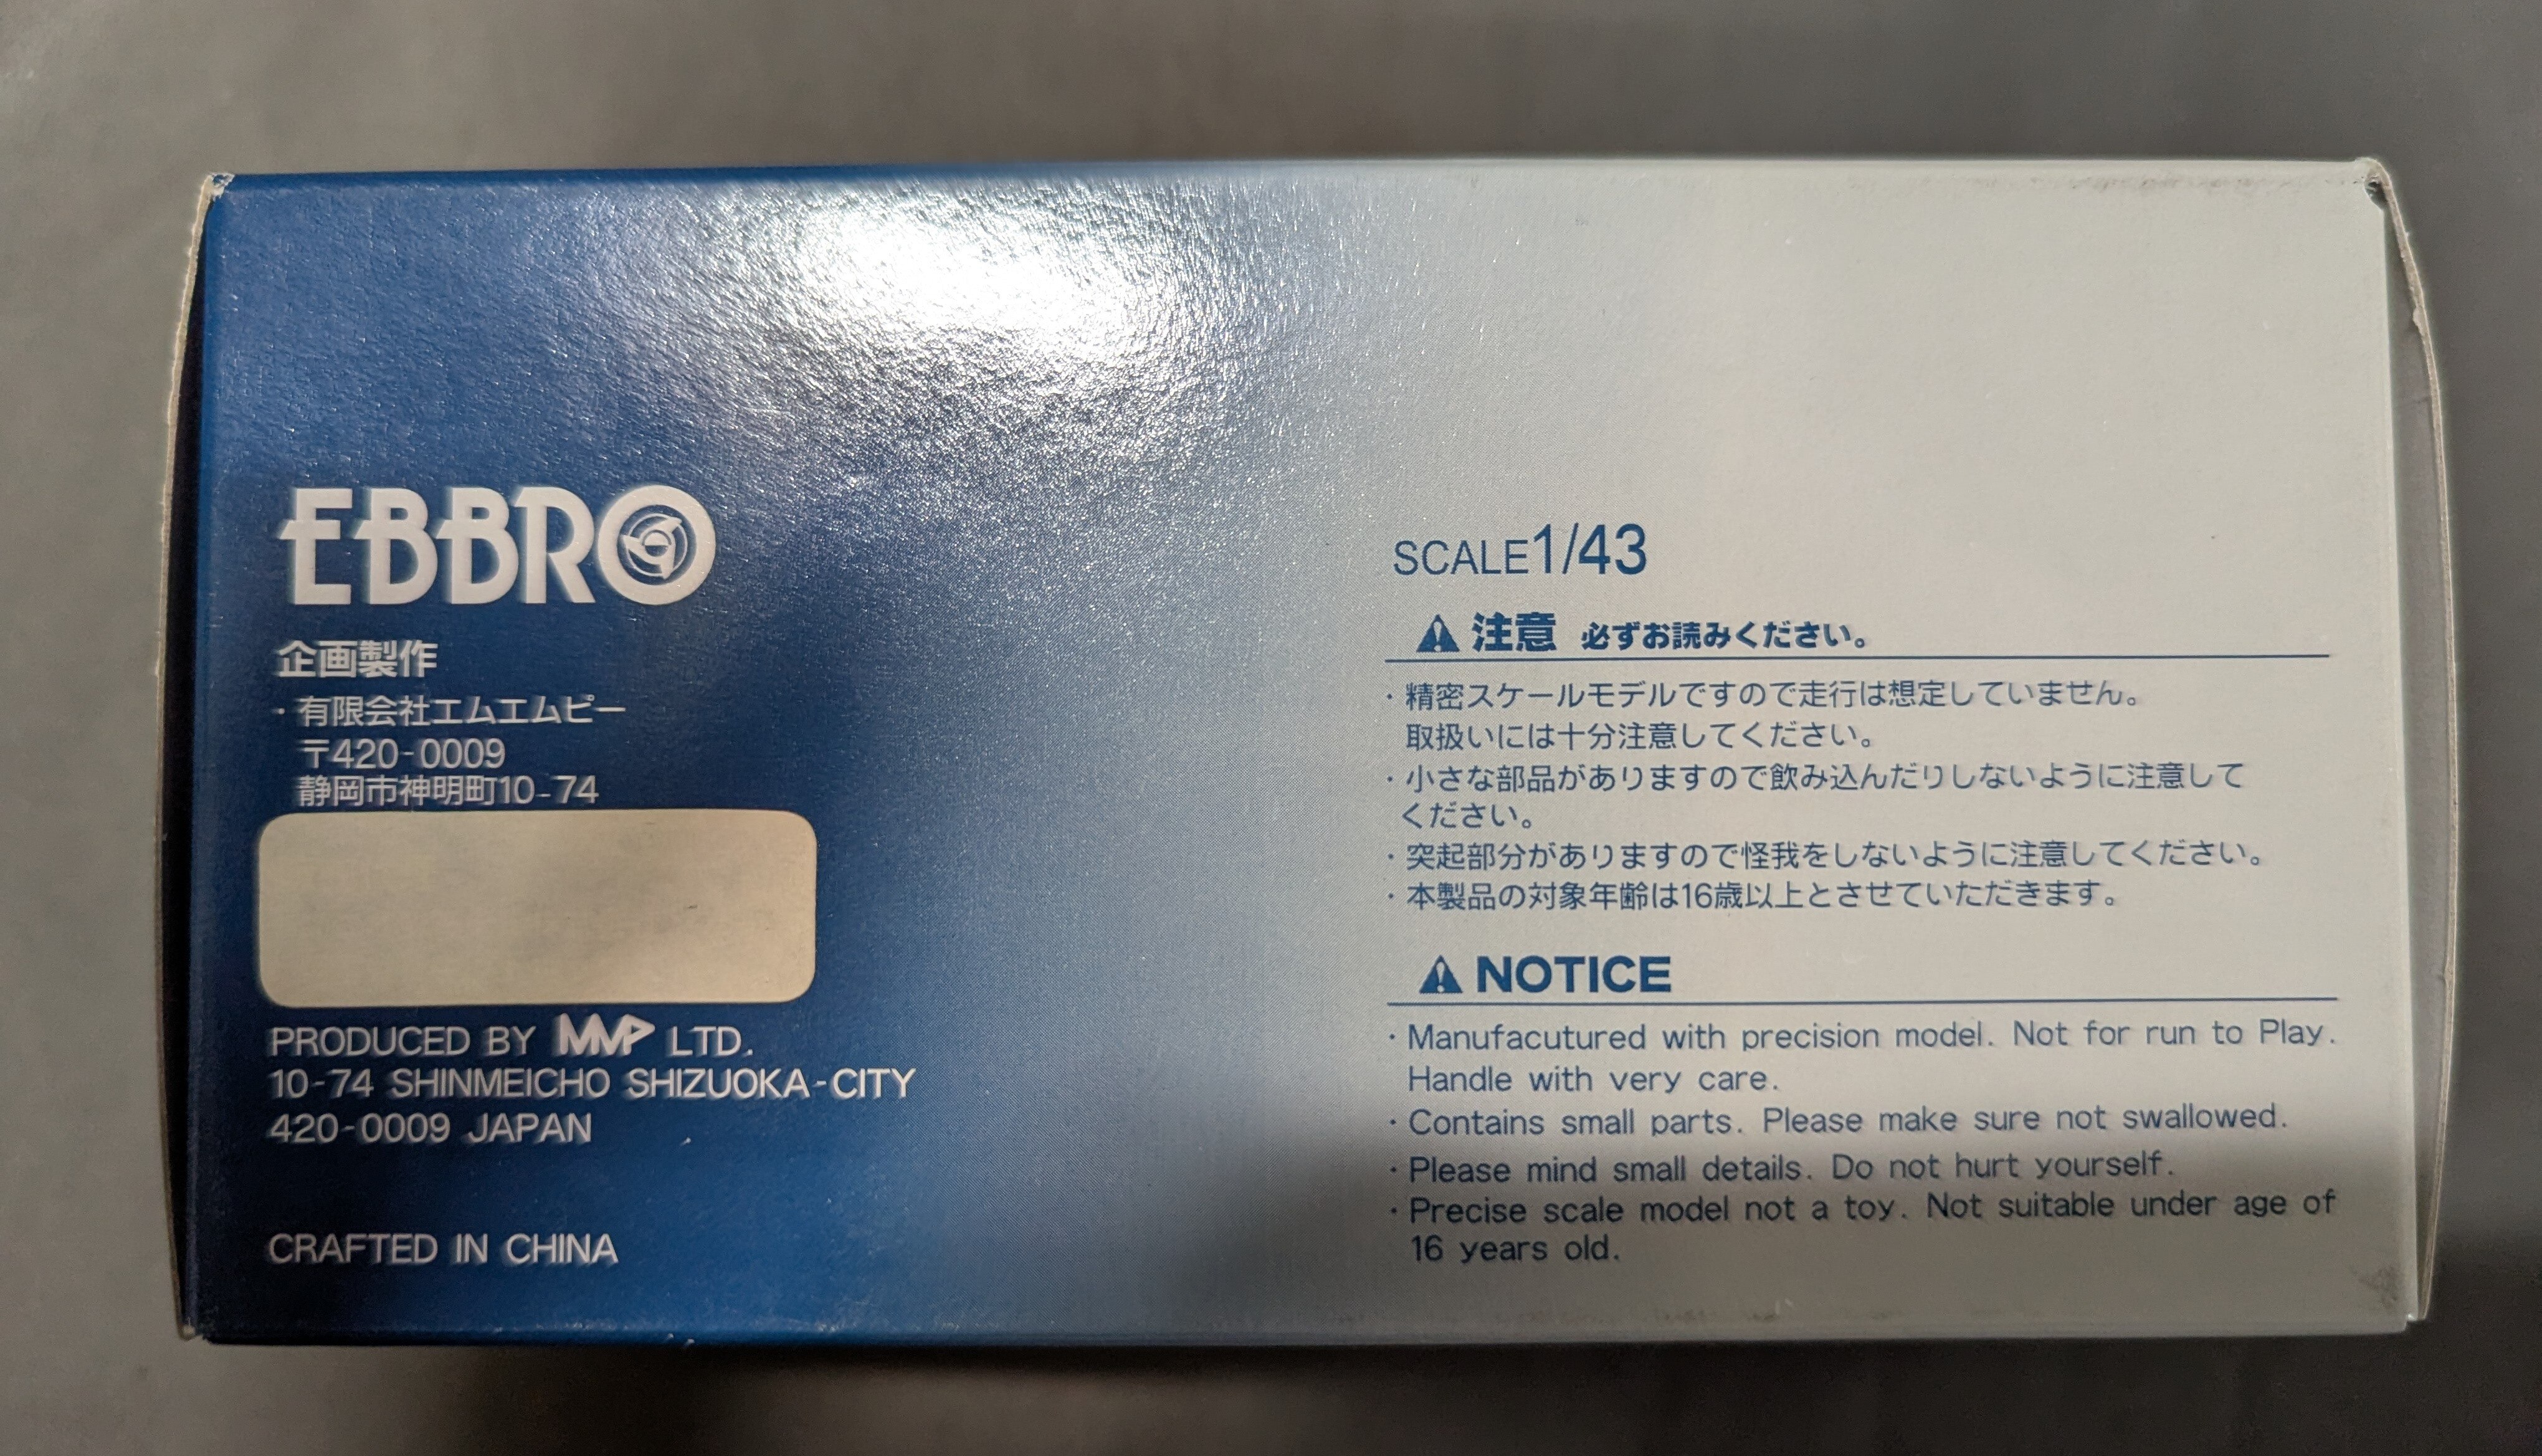 EBBRO
企画製作
・有限会社エムエムピー
〒420-0009
静岡市神明町10-74
PRODUCED BY MMP LTD.
10-74 SHINMEICHO SHIZUOKA-CITY
420-0009 JAPAN
CRAFTED IN CHINA
SCALE1/43
注意 必ずお読みください。
・精密スケールモデルですので走行は想定していません。
取扱いには十分注意してください。
・小さな部品がありますので飲み込んだりしないように注意して
ください。
・突起部分がありますので怪我をしないように注意してください。
・本製品の対象年齢は16歳以上とさせていただきます。
NOTICE
・Manufacutured with precision model. Not for run to Play.
Handle with very care.
・Contains small parts. Please make sure not swallowed.
・Please mind small details. Do not hurt yourself.
・Precise scale model not a toy. Not suitable under age of
16 years old.